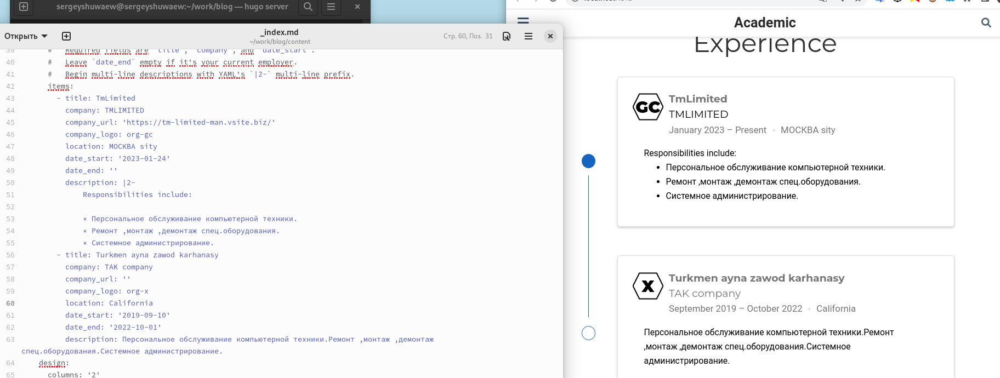 sergeyshuwaew@sergeyshuwaew:~/work/blog — hugo server
Открыть
_index.md
~/work/blog/content
Стр. 60, Поз. 31
39 # Required fields are `title`, `company`, and `date_start`.
40 # Leave `date_end` empty if it's your current employer.
41 # Begin multi-line descriptions with YAML's `|2-` multi-line prefix.
42 items:
43 - title: TmLimited
44 company: TMLIMITED
45 company_url: 'https://tm-limited-man.vsite.biz/'
46 company_logo: org-gc
47 location: МОСКВА sity
48 date_start: '2023-01-24'
49 date_end: ''
50 description: |2-
51 Responsibilities include:
52
53 * Персональное обслуживание компьютерной техники.
54 * Ремонт ,монтаж ,демонтаж спец.оборудования.
55 * Системное администрирование.
56 - title: Turkmen ayna zawod karhanasy
57 company: TAK company
58 company_url: ''
59 company_logo: org-x
60 location: California
61 date_start: '2019-09-10'
62 date_end: '2022-10-01'
63 description: Персональное обслуживание компьютерной техники.Ремонт ,монтаж ,демонтаж
спец.оборудования.Системное администрирование.
64 design:
65 columns: '2'
Academic
Experience
GC
TmLimited
TMLIMITED
January 2023 – Present · МОСКВА sity
Responsibilities include:
• Персональное обслуживание компьютерной техники.
• Ремонт ,монтаж ,демонтаж спец.оборудования.
• Системное администрирование.
X
Turkmen ayna zawod karhanasy
TAK company
September 2019 – October 2022 · California
Персональное обслуживание компьютерной техники.Ремонт
,монтаж ,демонтаж спец.оборудования.Системное
администрирование.